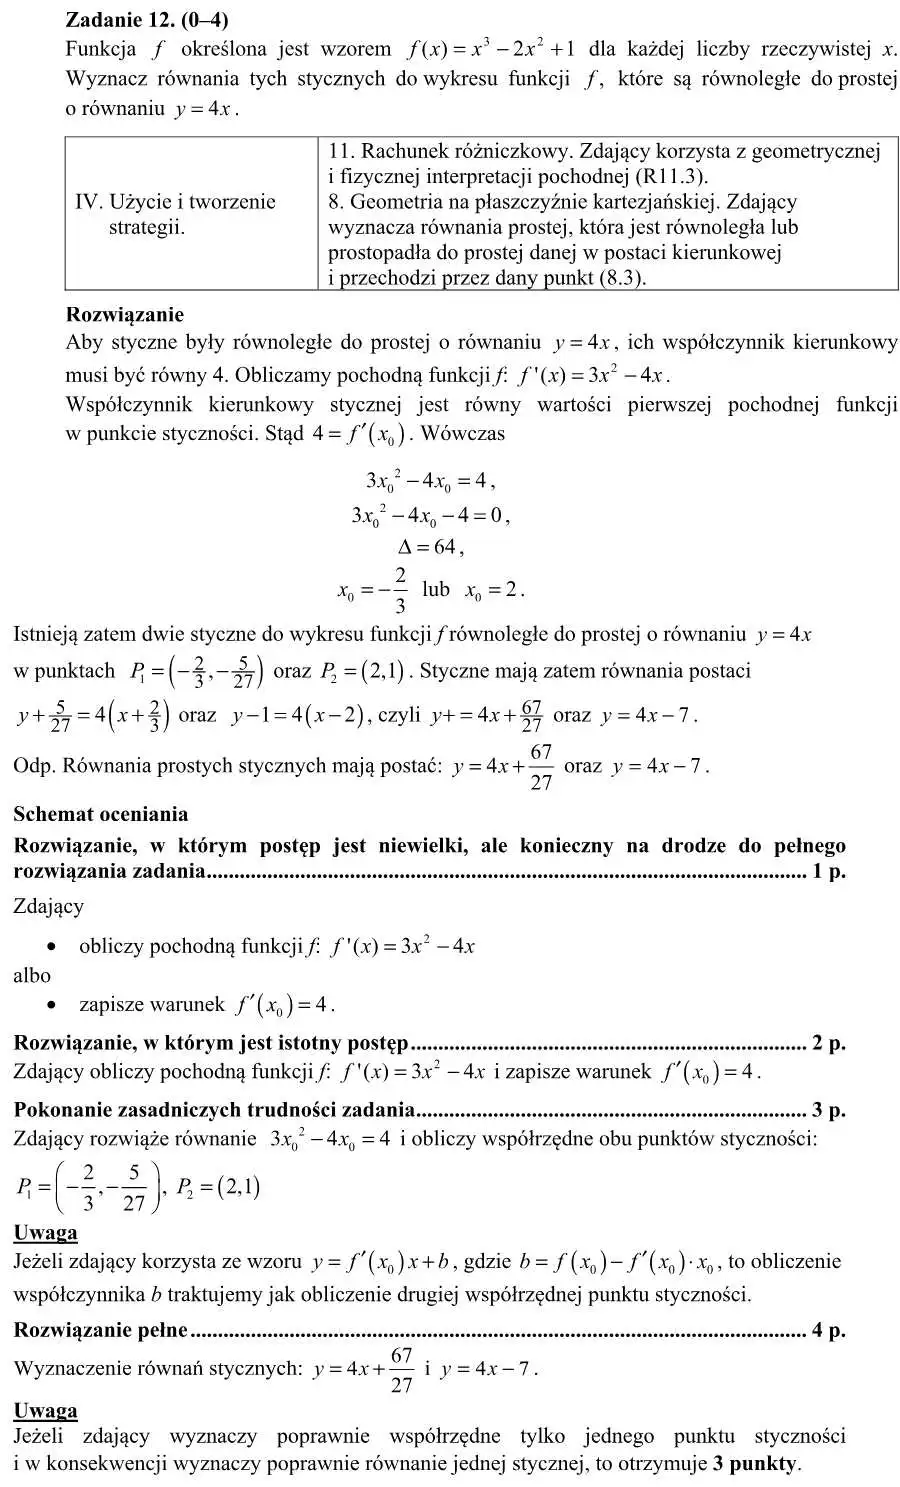 Zadanie 12. (0–4)
Funkcja f określona jest wzorem f(x) = x³ − 2x² + 1 dla każdej liczby rzeczywistej x.
Wyznacz równania tych stycznych do wykresu funkcji f, które są równoległe do prostej
o równaniu y = 4x.
IV. Użycie i tworzenie
strategii.
11. Rachunek różniczkowy. Zdający korzysta z geometrycznej
i fizycznej interpretacji pochodnej (R11.3).
8. Geometria na płaszczyźnie kartezjańskiej. Zdający
wyznacza równania prostej, która jest równoległa lub
prostopadła do prostej danej w postaci kierunkowej
i przechodzi przez dany punkt (8.3).
Rozwiązanie
Aby styczne były równoległe do prostej o równaniu y = 4x, ich współczynnik kierunkowy
musi być równy 4. Obliczamy pochodną funkcji f: f '(x) = 3x² − 4x.
Współczynnik kierunkowy stycznej jest równy wartości pierwszej pochodnej funkcji
w punkcie styczności. Stąd 4 = f′(x₀). Wówczas
3x₀² − 4x₀ = 4,
3x₀² − 4x₀ − 4 = 0,
Δ = 64,
x₀ = −2/3 lub x₀ = 2.
Istnieją zatem dwie styczne do wykresu funkcji f równoległe do prostej o równaniu y = 4x
w punktach P₁ = (−2/3, −5/27) oraz P₂ = (2,1). Styczne mają zatem równania postaci
y + 5/27 = 4(x + 2/3) oraz y − 1 = 4(x − 2), czyli y+ = 4x + 67/27 oraz y = 4x − 7.
Odp. Równania prostych stycznych mają postać: y = 4x + 67/27 oraz y = 4x − 7.
Schemat oceniania
Rozwiązanie, w którym postęp jest niewielki, ale konieczny na drodze do pełnego
rozwiązania zadania............................................................ 1 p.
Zdający
• obliczy pochodną funkcji f: f '(x) = 3x² − 4x
albo
• zapisze warunek f′(x₀) = 4.
Rozwiązanie, w którym jest istotny postęp............................................................ 2 p.
Zdający obliczy pochodną funkcji f: f '(x) = 3x² − 4x i zapisze warunek f′(x₀) = 4.
Pokonanie zasadniczych trudności zadania............................................................ 3 p.
Zdający rozwiąże równanie 3x₀² − 4x₀ = 4 i obliczy współrzędne obu punktów styczności:
P₁ = (−2/3, −5/27), P₂ = (2,1)
Uwaga
Jeżeli zdający korzysta ze wzoru y = f′(x₀)x + b, gdzie b = f(x₀) − f′(x₀)·x₀, to obliczenie
współczynnika b traktujemy jak obliczenie drugiej współrzędnej punktu styczności.
Rozwiązanie pełne............................................................ 4 p.
Wyznaczenie równań stycznych: y = 4x + 67/27 i y = 4x − 7.
Uwaga
Jeżeli zdający wyznaczy poprawnie współrzędne tylko jednego punktu styczności
i w konsekwencji wyznaczy poprawnie równanie jednej stycznej, to otrzymuje 3 punkty.